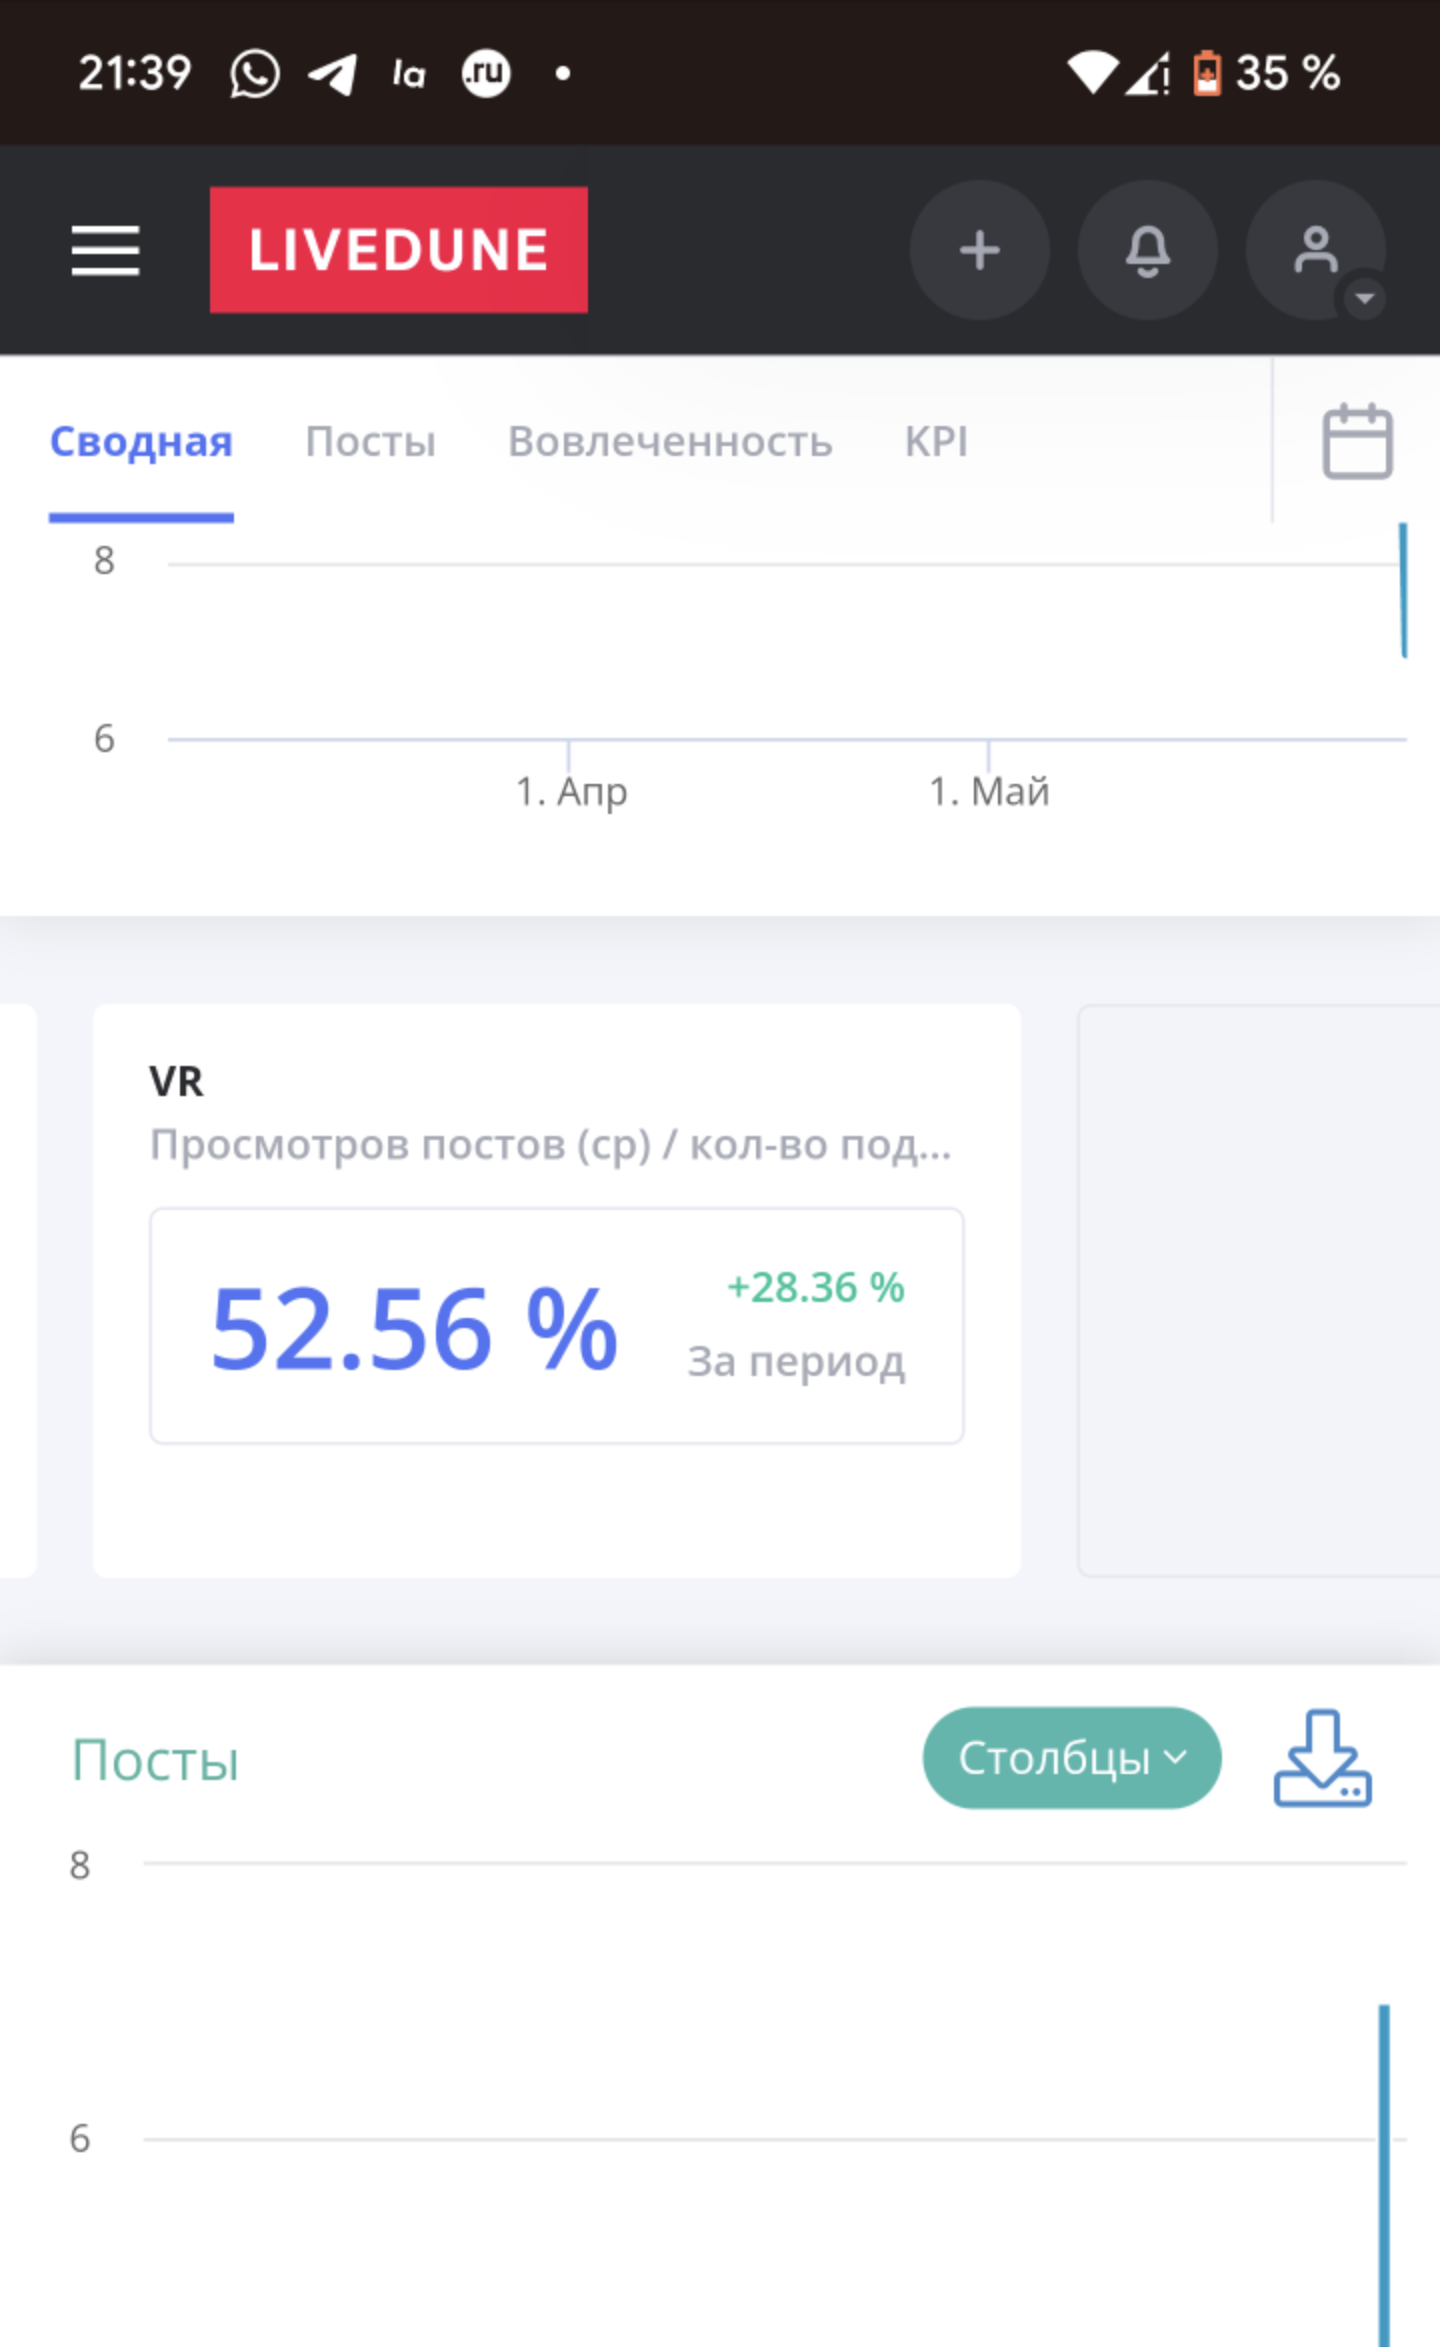 21:39 la .ru 35 %
LIVEDUNE
Сводная Посты Вовлеченность KPI
8
6
1. Апр 1. Май
VR
Просмотров постов (ср) / кол-во под...
52.56 %
+28.36 %
За период
Посты
Столбцы
8
6